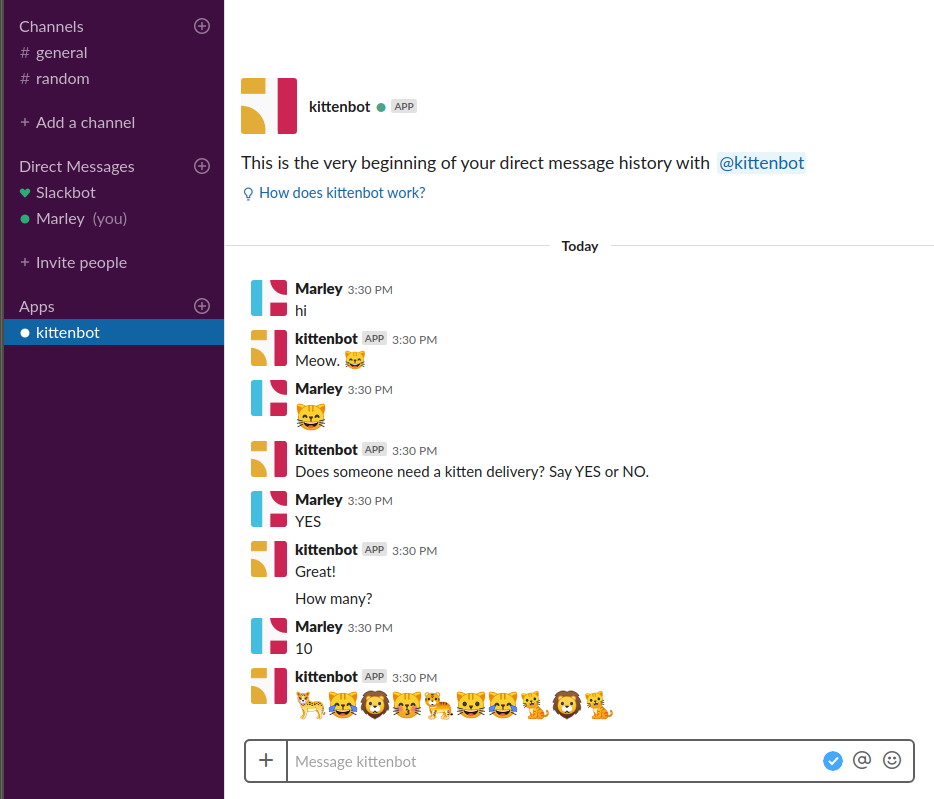 Channels
# general
# random
+ Add a channel
Direct Messages
Slackbot
Marley (you)
+ Invite people
Apps
kittenbot
kittenbot APP
This is the very beginning of your direct message history with @kittenbot
How does kittenbot work?
Today
Marley 3:30 PM
hi
kittenbot APP 3:30 PM
Meow. 😸
Marley 3:30 PM
😸
kittenbot APP 3:30 PM
Does someone need a kitten delivery? Say YES or NO.
Marley 3:30 PM
YES
kittenbot APP 3:30 PM
Great!
How many?
Marley 3:30 PM
10
kittenbot APP 3:30 PM
🐆😹🦁😽🐅😺😹🐈🦁🐈
+ Message kittenbot @